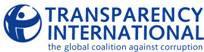 TRANSPARENCY
INTERNATIONAL
the global coalition against corruption